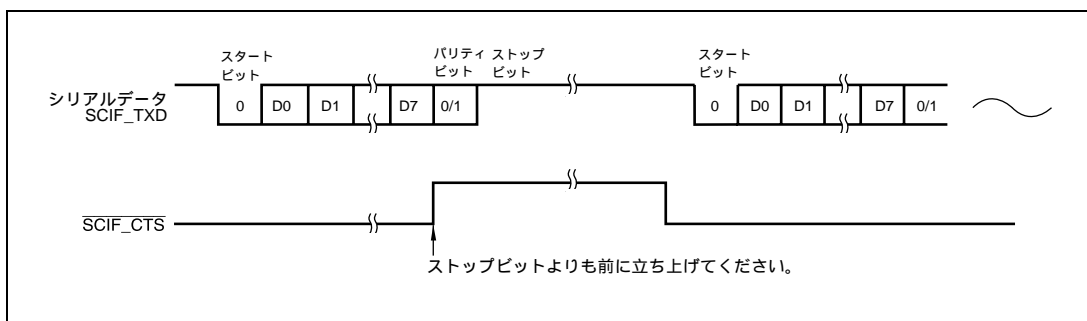 スタート
ビット
パリティ
ビット
ストップ
ビット
スタート
ビット
シリアルデータ
SCIF_TXD
0 D0 D1 D7 0/1 0 D0 D1 D7 0/1
SCIF_CTS
ストップビットよりも前に立ち上げてください。